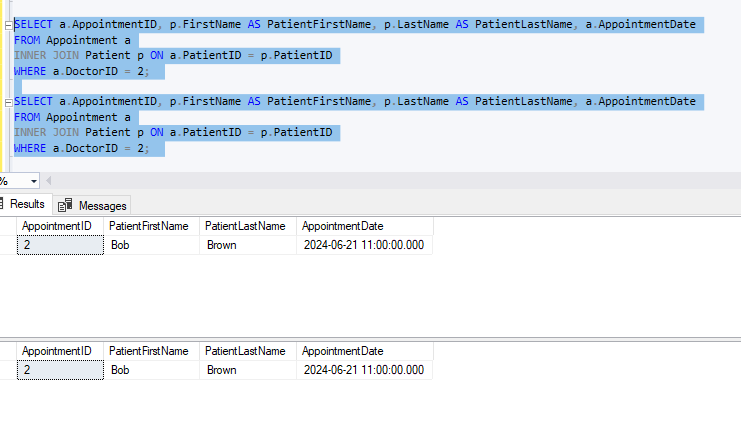 SELECT a.AppointmentID, p.FirstName AS PatientFirstName, p.LastName AS PatientLastName, a.AppointmentDate
FROM Appointment a
INNER JOIN Patient p ON a.PatientID = p.PatientID
WHERE a.DoctorID = 2;
SELECT a.AppointmentID, p.FirstName AS PatientFirstName, p.LastName AS PatientLastName, a.AppointmentDate
FROM Appointment a
INNER JOIN Patient p ON a.PatientID = p.PatientID
WHERE a.DoctorID = 2;
%
Results Messages
AppointmentID PatientFirstName PatientLastName AppointmentDate
2 Bob Brown 2024-06-21 11:00:00.000
AppointmentID PatientFirstName PatientLastName AppointmentDate
2 Bob Brown 2024-06-21 11:00:00.000